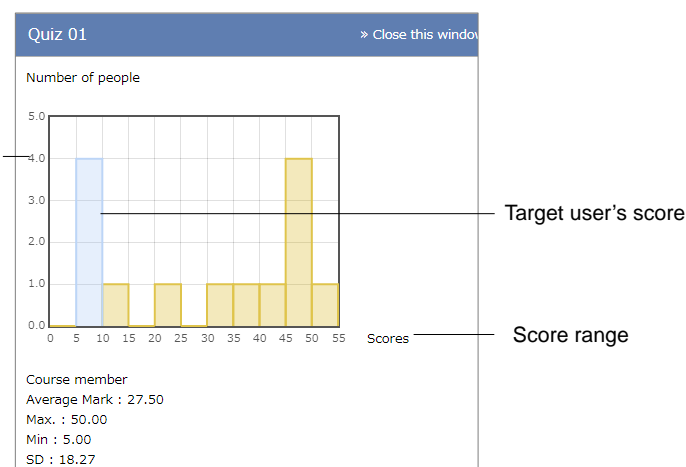 Quiz 01
» Close this window
Number of people
5.0
4.0
3.0
2.0
1.0
0.0
0 5 10 15 20 25 30 35 40 45 50 55
Scores
Target user's score
Score range
Course member
Average Mark : 27.50
Max. : 50.00
Min : 5.00
SD : 18.27